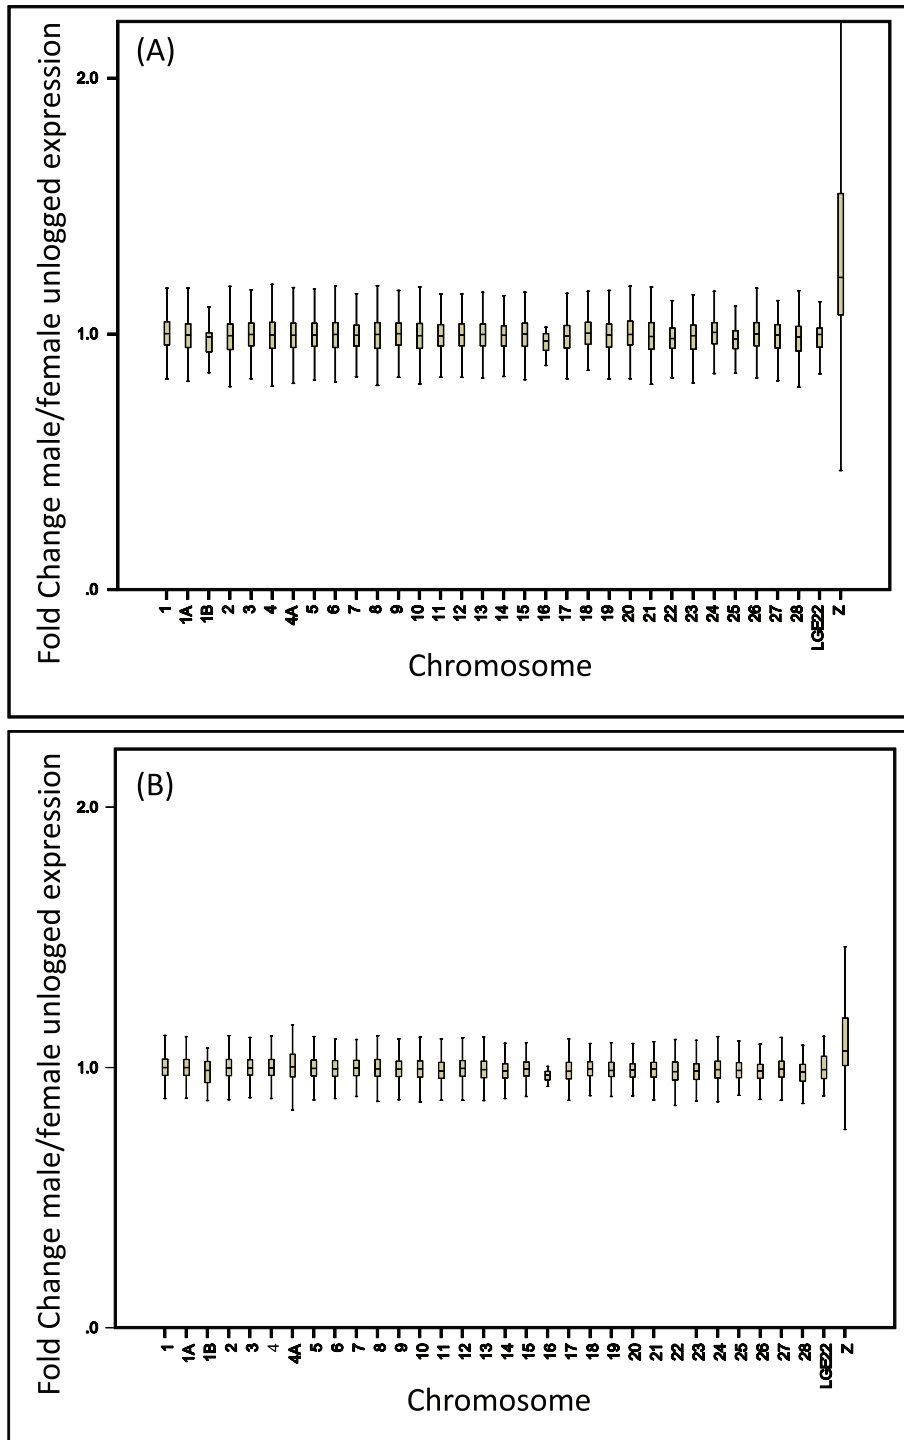 (A)
Fold Change male/female unlogged expression
2.0
1.0
.0
1 1A 1B 2 3 4 4A 5 6 7 8 9 10 11 12 13 14 15 16 17 18 19 20 21 22 23 24 25 26 27 28 LGE22 Z
Chromosome
(B)
Fold Change male/female unlogged expression
2.0
1.0
.0
1 1A 1B 2 3 4 4A 5 6 7 8 9 10 11 12 13 14 15 16 17 18 19 20 21 22 23 24 25 26 27 28 LGE22 Z
Chromosome